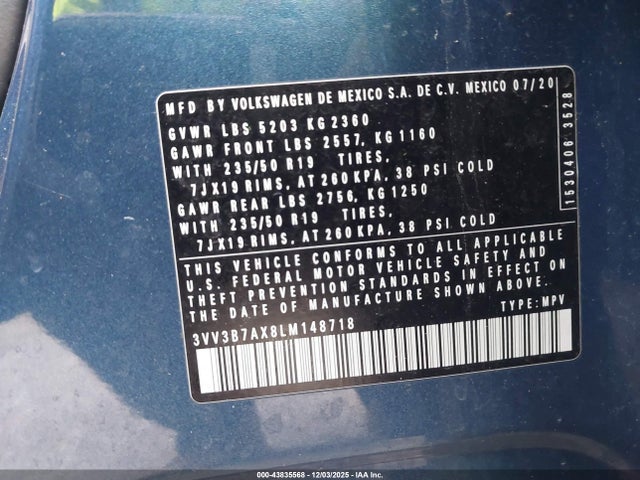 MFD BY VOLKSWAGEN DE MEXICO S.A. DE C.V. MEXICO 07/20
GVWR LBS 5203 KG 2360
GAWR FRONT LBS 2557, KG 1160
WITH 235/50 R19 TIRES,
7JX19 RIMS, AT 260 KPA, 38 PSI COLD
GAWR REAR LBS 2756, KG 1250
WITH 235/50 R19 TIRES,
7JX19 RIMS, AT 260 KPA, 38 PSI COLD
THIS VEHICLE CONFORMS TO ALL APPLICABLE
U.S. FEDERAL MOTOR VEHICLE SAFETY AND
THEFT PREVENTION STANDARDS IN EFFECT ON
THE DATE OF MANUFACTURE SHOWN ABOVE.
3VV3B7AX8LM148718 TYPE: MPV
1530406 3528
000-43835568 - 12/03/2025 - IAA Inc.